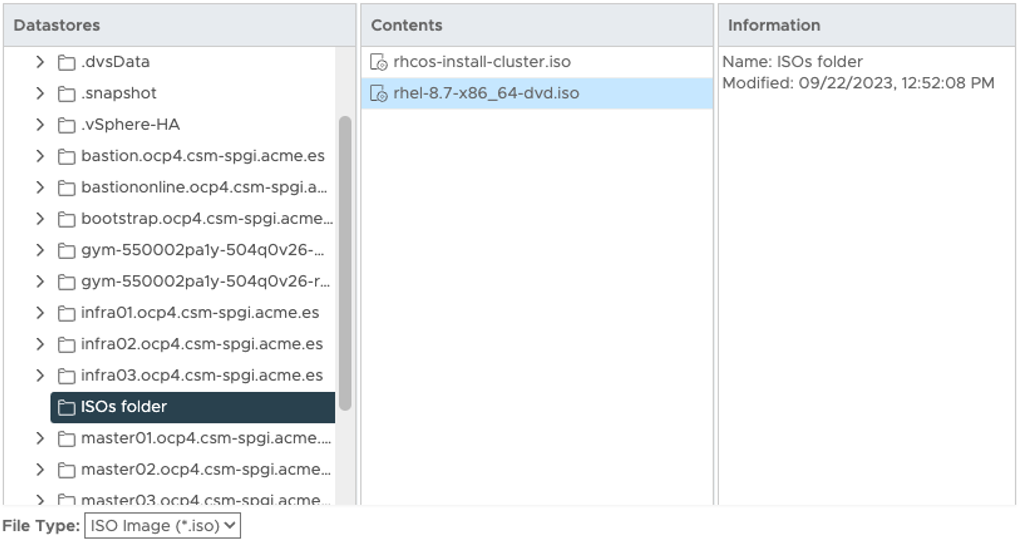 Datastores
.dvsData
.snapshot
.vSphere-HA
bastion.ocp4.csm-spgi.acme.es
bastiononline.ocp4.csm-spgi.a...
bootstrap.ocp4.csm-spgi.acme...
gym-550002pa1y-504q0v26-...
gym-550002pa1y-504q0v26-r...
infra01.ocp4.csm-spgi.acme.es
infra02.ocp4.csm-spgi.acme.es
infra03.ocp4.csm-spgi.acme.es
ISOs folder
master01.ocp4.csm-spgi.acme....
master02.ocp4.csm-spgi.acme...
master03.ocp4.csm-spgi.acme...
Contents
rhcos-install-cluster.iso
rhel-8.7-x86_64-dvd.iso
Information
Name: ISOs folder
Modified: 09/22/2023, 12:52:08 PM
File Type: ISO Image (*.iso)